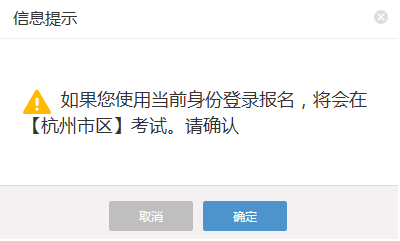 信息提示
如果您使用当前身份登录报名，将会在
【杭州市区】考试。请确认
取消
确定